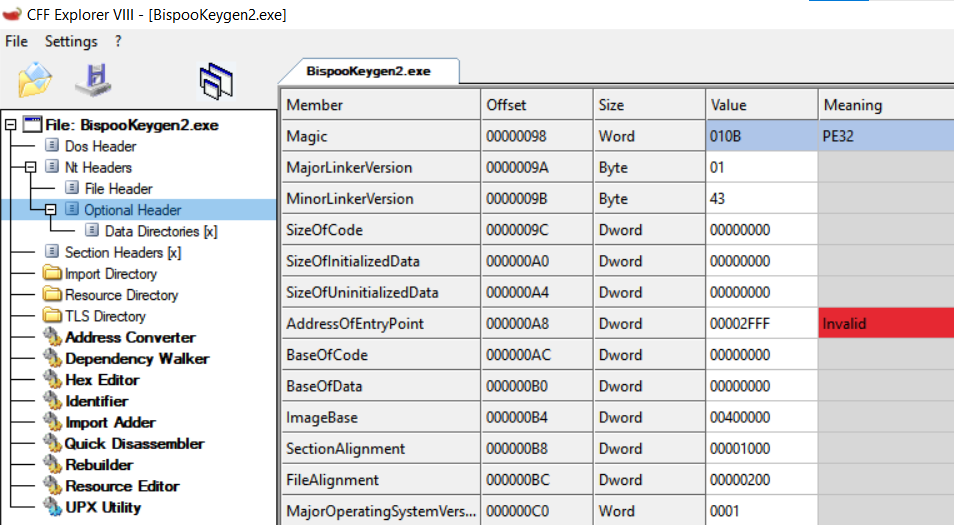 CFF Explorer VIII - [BispooKeygen2.exe]
File Settings ?
BispooKeygen2.exe
File: BispooKeygen2.exe
Dos Header
Nt Headers
File Header
Optional Header
Data Directories [x]
Section Headers [x]
Import Directory
Resource Directory
TLS Directory
Address Converter
Dependency Walker
Hex Editor
Identifier
Import Adder
Quick Disassembler
Rebuilder
Resource Editor
UPX Utility
Member Offset Size Value Meaning
Magic 00000098 Word 010B PE32
MajorLinkerVersion 0000009A Byte 01
MinorLinkerVersion 0000009B Byte 43
SizeOfCode 0000009C Dword 00000000
SizeOfInitializedData 000000A0 Dword 00000000
SizeOfUninitializedData 000000A4 Dword 00000000
AddressOfEntryPoint 000000A8 Dword 00002FFF Invalid
BaseOfCode 000000AC Dword 00000000
BaseOfData 000000B0 Dword 00000000
ImageBase 000000B4 Dword 00400000
SectionAlignment 000000B8 Dword 00001000
FileAlignment 000000BC Dword 00000200
MajorOperatingSystemVers... 000000C0 Word 0001